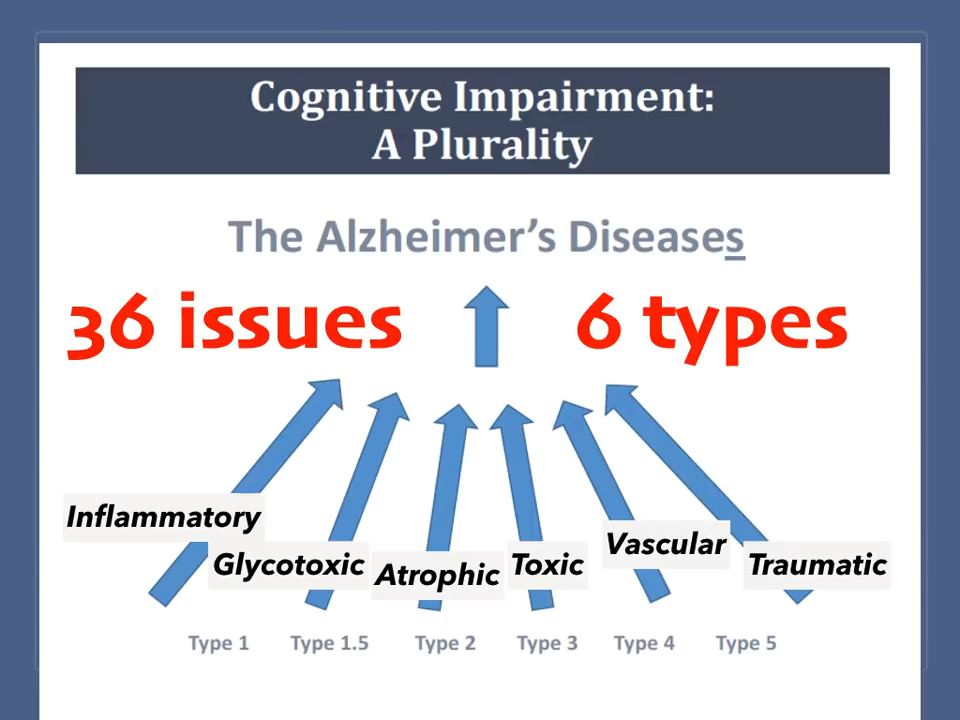 Cognitive Impairment:
A Plurality
The Alzheimer’s Diseases
36 issues
6 types
Inflammatory
Glycotoxic
Atrophic
Toxic
Vascular
Traumatic
Type 1
Type 1.5
Type 2
Type 3
Type 4
Type 5